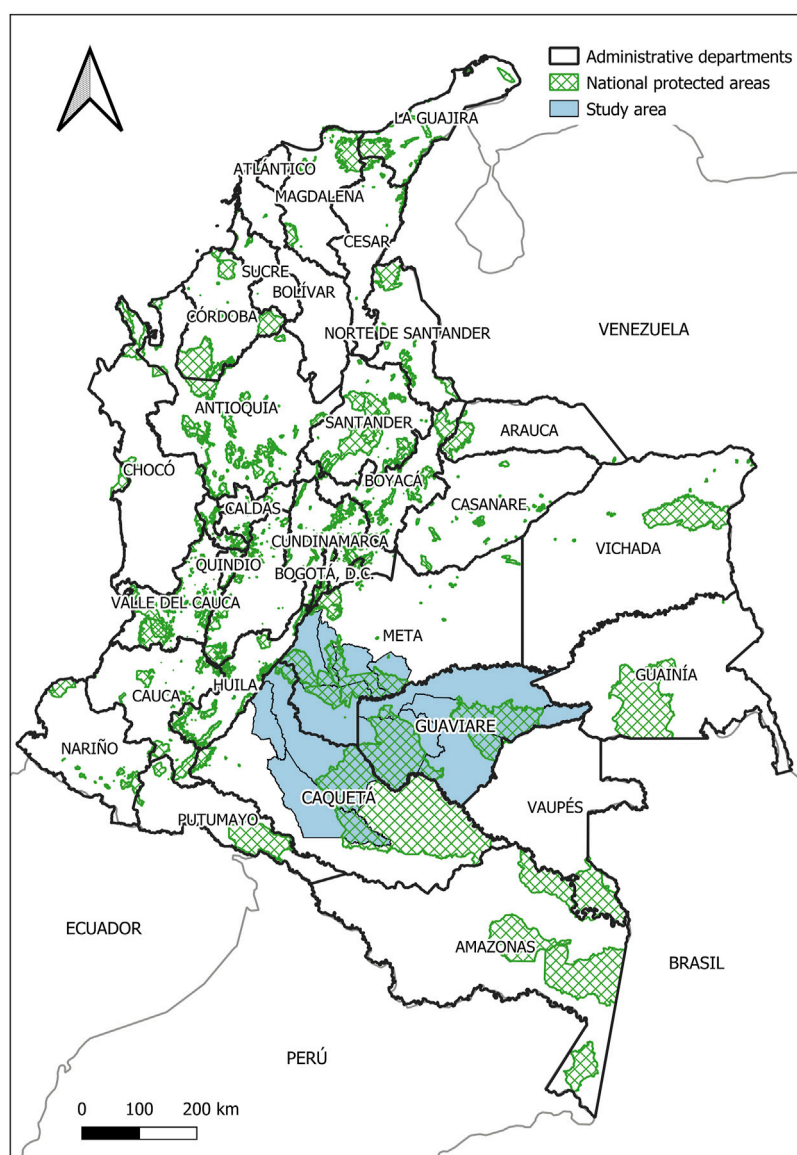 Administrative departments
National protected areas
Study area
LA GUAJIRA
ATLÁNTICO
MAGDALENA
CESAR
SUCRE
BOLÍVAR
CÓRDOBA
NORTE DE SANTANDER
VENEZUELA
ANTIOQUIA
SANTANDER
ARAUCA
CHOCÓ
BOYACÁ
CASANARE
CALDAS
CUNDINAMARCA
VICHADA
QUINDIO
BOGOTÁ, D.C.
VALLE DEL CAUCA
META
GUAINÍA
HUILA
CAUCA
GUAVIARE
NARIÑO
CAQUETÁ
VAUPÉS
PUTUMAYO
ECUADOR
AMAZONAS
BRASIL
PERÚ
0 100 200 km